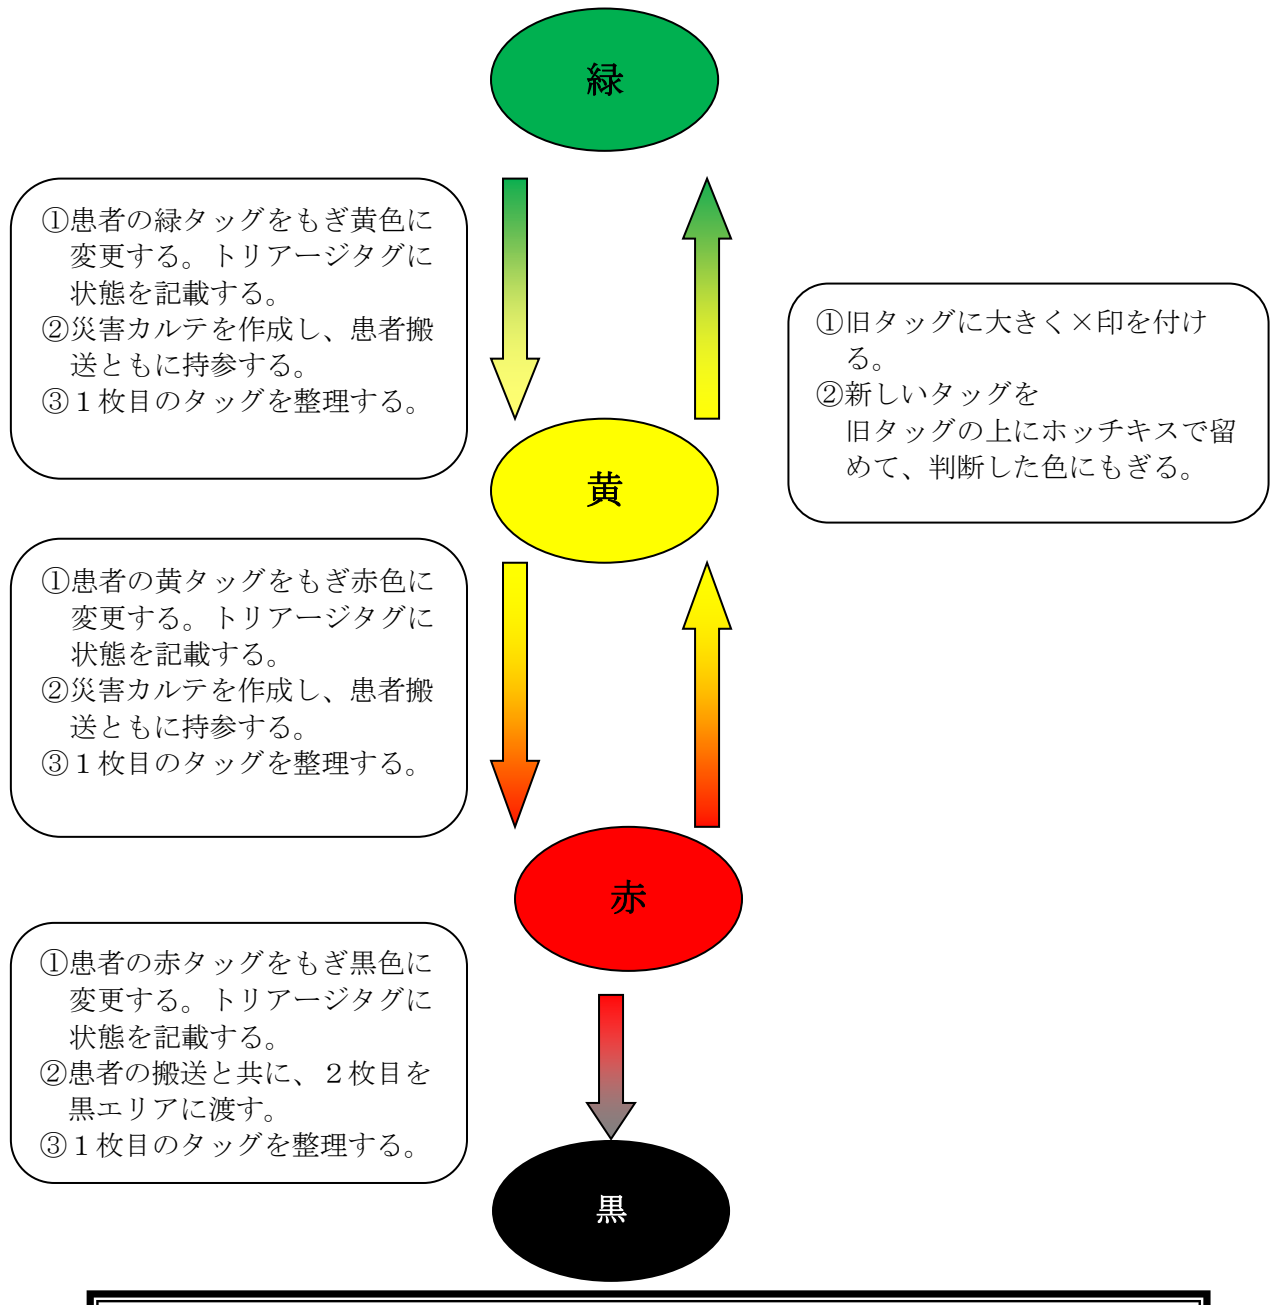 緑
①患者の緑タッグをもぎ黄色に
変更する。トリアージタグに
状態を記載する。
②災害カルテを作成し、患者搬
送ともに持参する。
③１枚目のタッグを整理する。
①旧タッグに大きく×印を付け
る。
②新しいタッグを
旧タッグの上にホッチキスで留
めて、判断した色にもぎる。
黄
①患者の黄タッグをもぎ赤色に
変更する。トリアージタグに
状態を記載する。
②災害カルテを作成し、患者搬
送ともに持参する。
③１枚目のタッグを整理する。
赤
①患者の赤タッグをもぎ黒色に
変更する。トリアージタグに
状態を記載する。
②患者の搬送と共に、２枚目を
黒エリアに渡す。
③１枚目のタッグを整理する。
黒